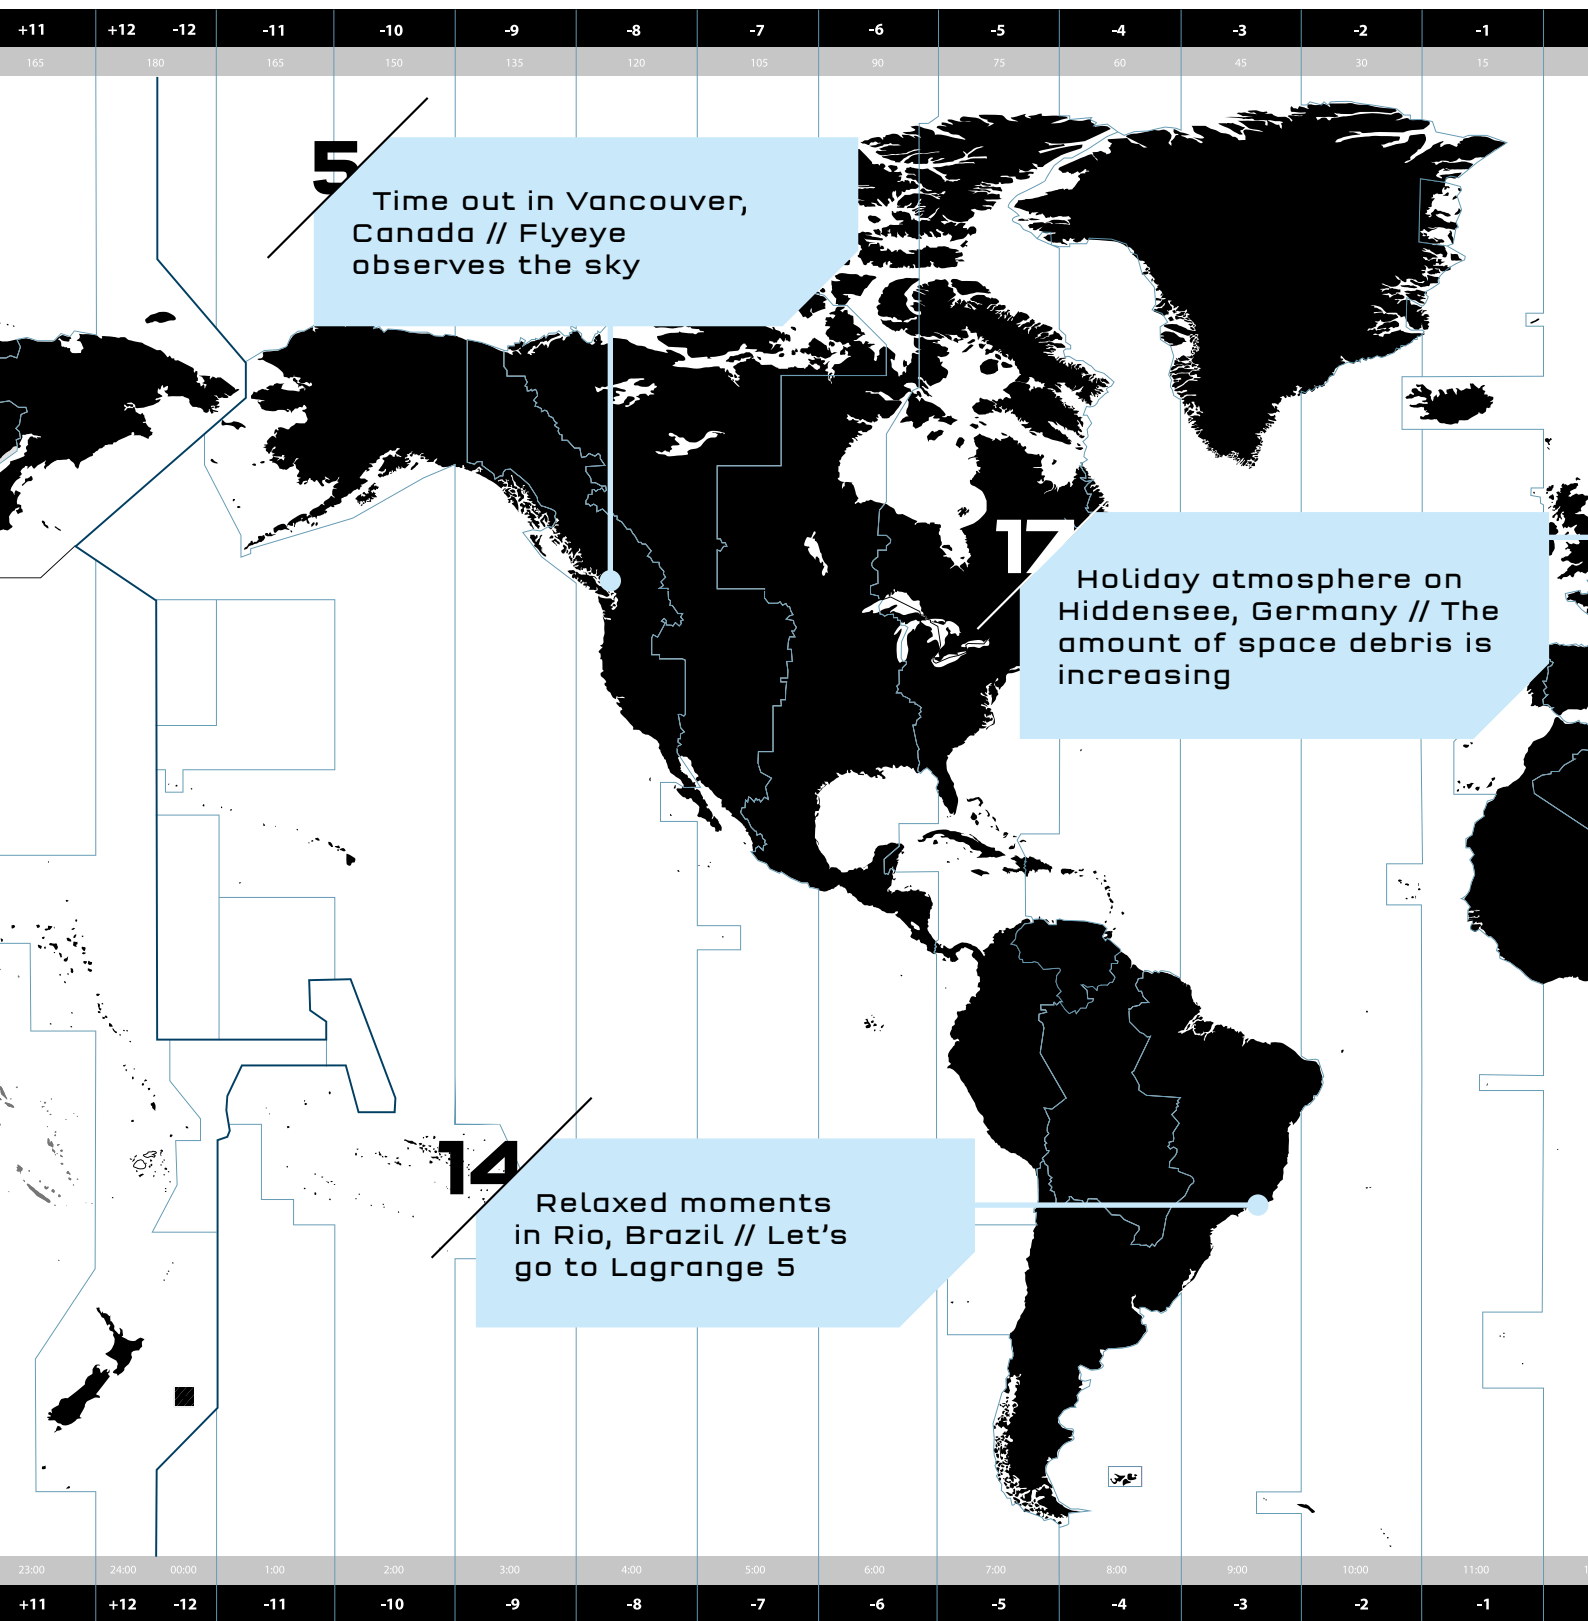 +11 +12 -12 -11 -10 -9 -8 -7 -6 -5 -4 -3 -2 -1
165 180 165 150 135 120 105 90 75 60 45 30 15
5
Time out in Vancouver,
Canada // Flyeye
observes the sky
17
Holiday atmosphere on
Hiddensee, Germany // The
amount of space debris is
increasing
14
Relaxed moments
in Rio, Brazil // Let’s
go to Lagrange 5
23:00 24:00 00:00 1:00 2:00 3:00 4:00 5:00 6:00 7:00 8:00 9:00 10:00 11:00
+11 +12 -12 -11 -10 -9 -8 -7 -6 -5 -4 -3 -2 -1